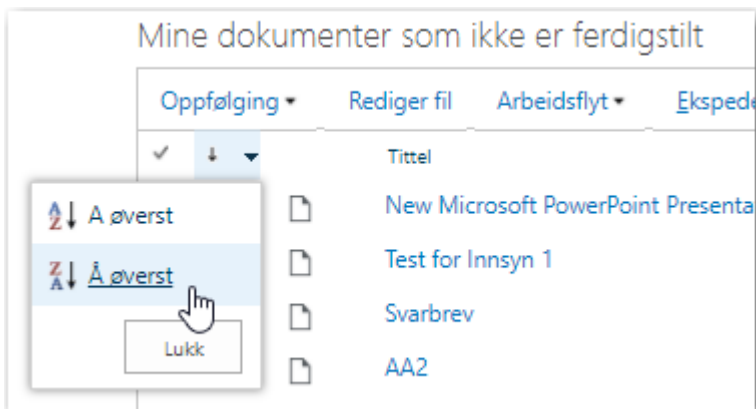 Mine dokumenter som ikke er ferdigstilt
Oppfølging Rediger fil Arbeidsflyt Ekspede
Tittel
A øverst
New Microsoft PowerPoint Presenta
Å øverst
Test for Innsyn 1
Svarbrev
Lukk
AA2